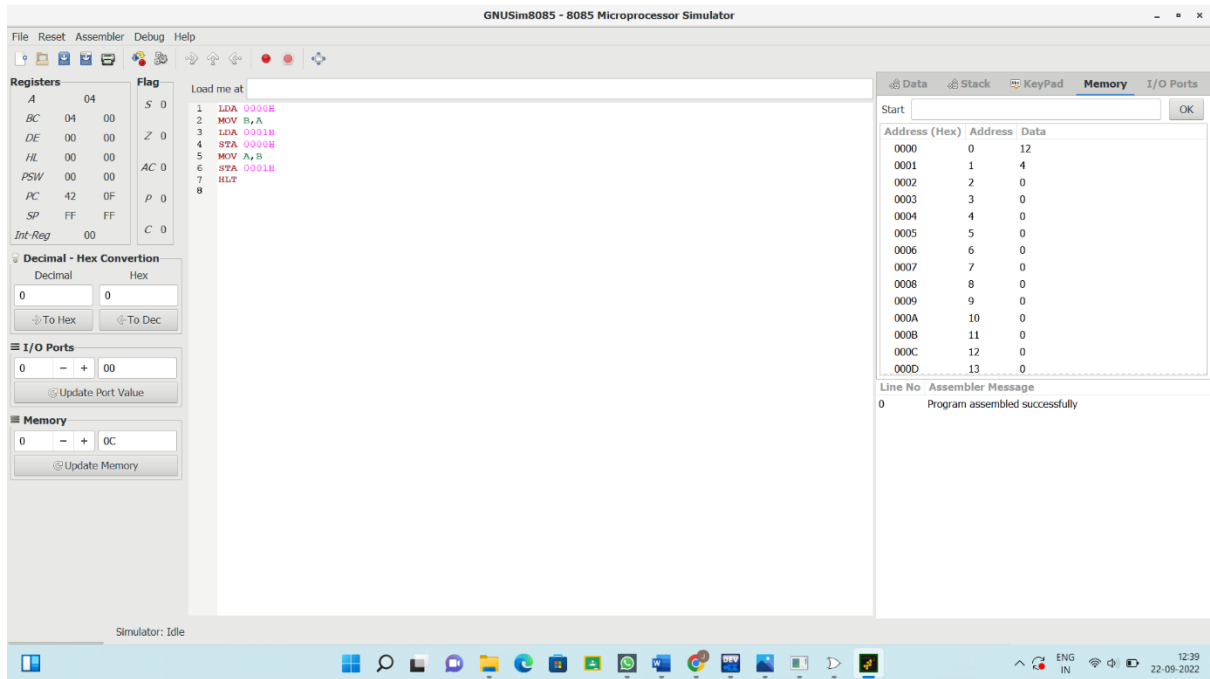 GNUSim8085 - 8085 Microprocessor Simulator
File Reset Assembler Debug Help
Registers
A 04
BC 04 00
DE 00 00
HL 00 00
PSW 00 00
PC 42 0F
SP FF FF
Int-Reg 00
Flag
S 0
Z 0
AC 0
P 0
C 0
Decimal - Hex Convertion
Decimal Hex
0 0
To Hex To Dec
I/O Ports
0 - + 00
Update Port Value
Memory
0 - + 0C
Update Memory
Load me at
1 LDA 0000H
2 MOV B,A
3 LDA 0001H
4 STA 0000H
5 MOV A,B
6 STA 0001H
7 HLT
8
Data Stack KeyPad Memory I/O Ports
Start OK
Address (Hex) Address Data
0000 0 12
0001 1 4
0002 2 0
0003 3 0
0004 4 0
0005 5 0
0006 6 0
0007 7 0
0008 8 0
0009 9 0
000A 10 0
000B 11 0
000C 12 0
000D 13 0
Line No Assembler Message
0 Program assembled successfully
Simulator: Idle
DEV
ENG
IN
12:39
22-09-2022